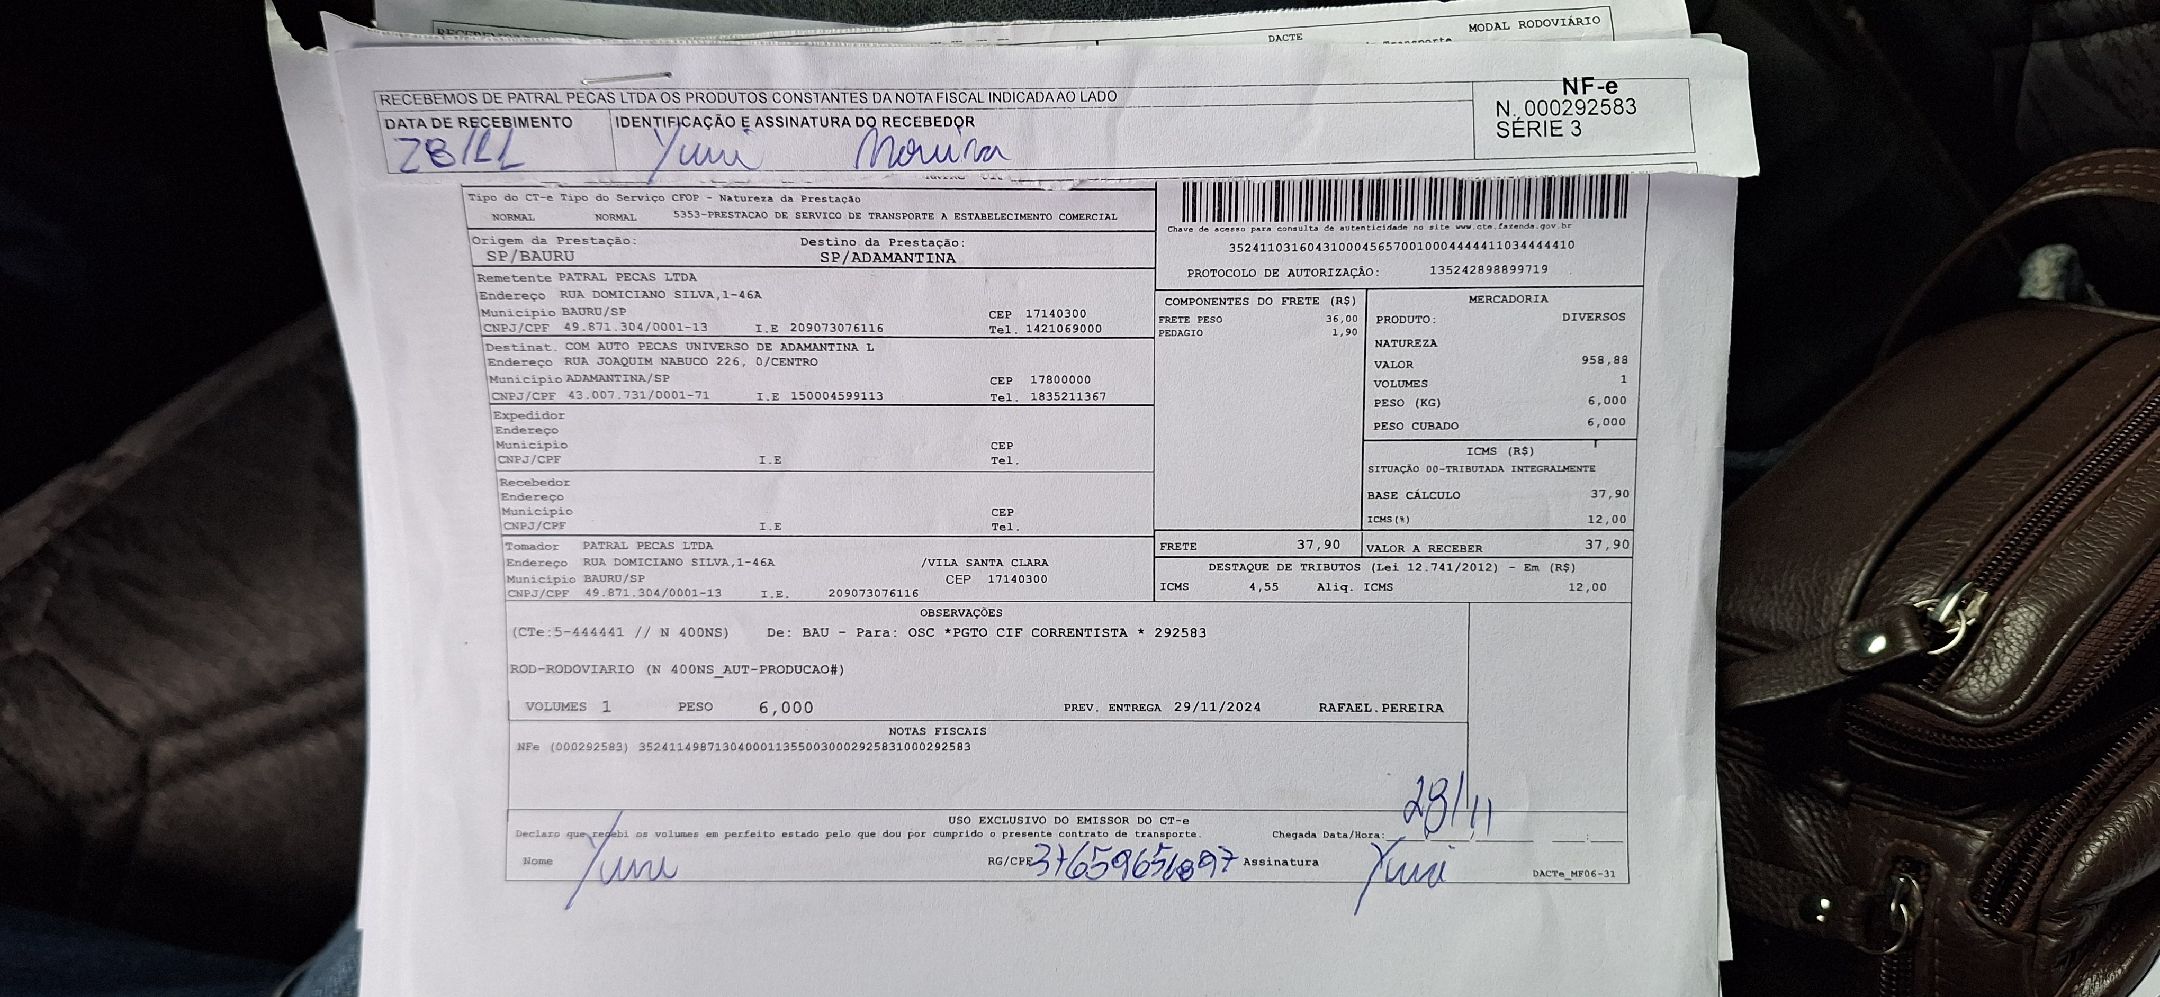 DACTE
MODAL RODOVIÁRIO
RECEBEMOS DE PATRAL PECAS LTDA OS PRODUTOS CONSTANTES DA NOTA FISCAL INDICADA AO LADO
DATA DE RECEBIMENTO IDENTIFICAÇÃO E ASSINATURA DO RECEBEDOR
28/11 Yuri
NF-e
N. 000292583
SÉRIE 3
Tipo do CT-e Tipo do Serviço CFOP - Natureza da Prestação
NORMAL NORMAL 5353-PRESTACAO DE SERVICO DE TRANSPORTE A ESTABELECIMENTO COMERCIAL
Origem da Prestação: Destino da Prestação:
SP/BAURU SP/ADAMANTINA
Chave de acesso para consulta de autenticidade no site www.cte.fazenda.gov.br
35241103160431000456570010004444411034444410
PROTOCOLO DE AUTORIZAÇÃO: 135242898899719
Remetente PATRAL PECAS LTDA
Endereço RUA DOMICIANO SILVA,1-46A
Município BAURU/SP CEP 17140300
CNPJ/CPF 49.871.304/0001-13 I.E 209073076116 Tel. 1421069000
Destinat. COM AUTO PECAS UNIVERSO DE ADAMANTINA L
Endereço RUA JOAQUIM NABUCO 226, 0/CENTRO
Município ADAMANTINA/SP CEP 17800000
CNPJ/CPF 43.007.731/0001-71 I.E 150004599113 Tel. 1835211367
Expedidor
Endereço
Município CEP
CNPJ/CPF I.E Tel.
Recebedor
Endereço
Município CEP
CNPJ/CPF I.E Tel.
Tomador PATRAL PECAS LTDA
Endereço RUA DOMICIANO SILVA,1-46A /VILA SANTA CLARA
Município BAURU/SP CEP 17140300
CNPJ/CPF 49.871.304/0001-13 I.E. 209073076116
COMPONENTES DO FRETE (R$)
FRETE PESO 36,00
PEDAGIO 1,90
MERCADORIA
PRODUTO: DIVERSOS
NATUREZA
VALOR 958,88
VOLUMES 1
PESO (KG) 6,000
PESO CUBADO 6,000
ICMS (R$)
SITUAÇÃO 00-TRIBUTADA INTEGRALMENTE
BASE CÁLCULO 37,90
ICMS(%) 12,00
FRETE 37,90 VALOR A RECEBER 37,90
DESTAQUE DE TRIBUTOS (Lei 12.741/2012) - Em (R$)
ICMS 4,55 Aliq. ICMS 12,00
OBSERVAÇÕES
(CTe:5-444441 // N 400NS) De: BAU - Para: OSC *PGTO CIF CORRENTISTA * 292583
ROD-RODOVIARIO (N 400NS_AUT-PRODUCAO#)
VOLUMES 1 PESO 6,000 PREV. ENTREGA 29/11/2024 RAFAEL.PEREIRA
NOTAS FISCAIS
NFe (000292583) 35241149871304000113550030002925831000292583
USO EXCLUSIVO DO EMISSOR DO CT-e
Declaro que recebi os volumes em perfeito estado pelo que dou por cumprido o presente contrato de transporte. Chegada Data/Hora: 28/11
Nome Yuri RG/CPF Assinatura Yuri
DACTe_MF06-31